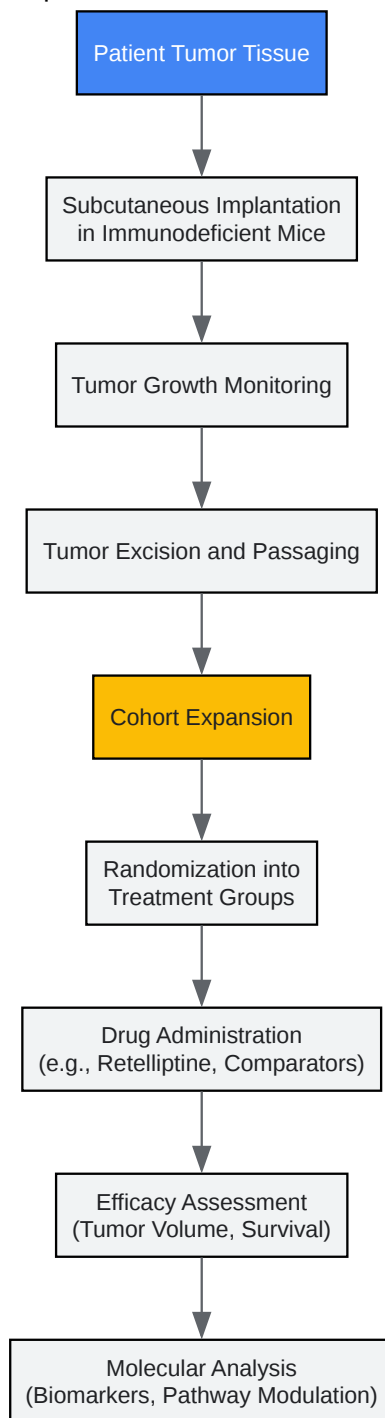 Patient Tumor Tissue
Subcutaneous Implantation
in Immunodeficient Mice
Tumor Growth Monitoring
Tumor Excision and Passaging
Cohort Expansion
Randomization into
Treatment Groups
Drug Administration
(e.g., Retelliptine, Comparators)
Efficacy Assessment
(Tumor Volume, Survival)
Molecular Analysis
(Biomarkers, Pathway Modulation)